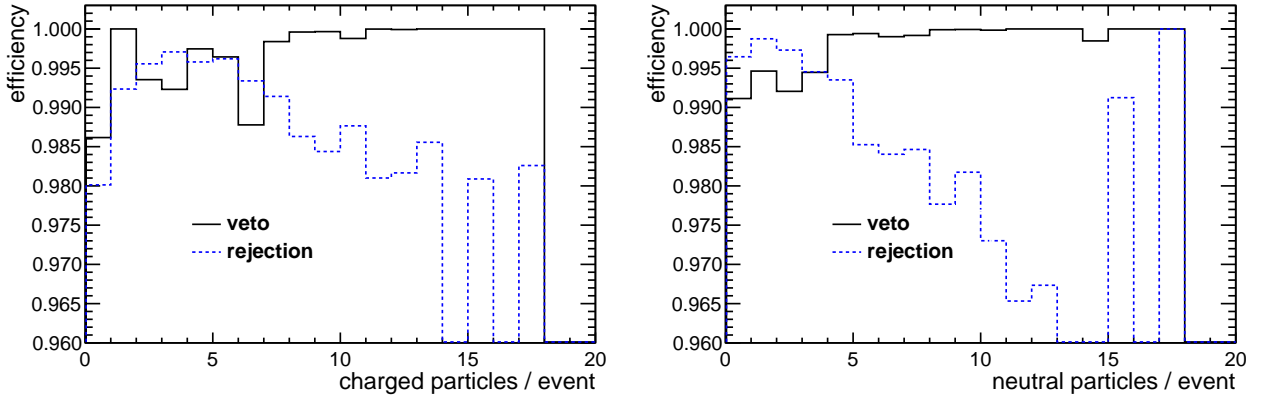 efficiency
1.000
0.995
0.990
0.985
0.980
0.975
0.970
0.965
0.960
veto
rejection
0 5 10 15 20
charged particles / event
efficiency
1.000
0.995
0.990
0.985
0.980
0.975
0.970
0.965
0.960
veto
rejection
0 5 10 15 20
neutral particles / event